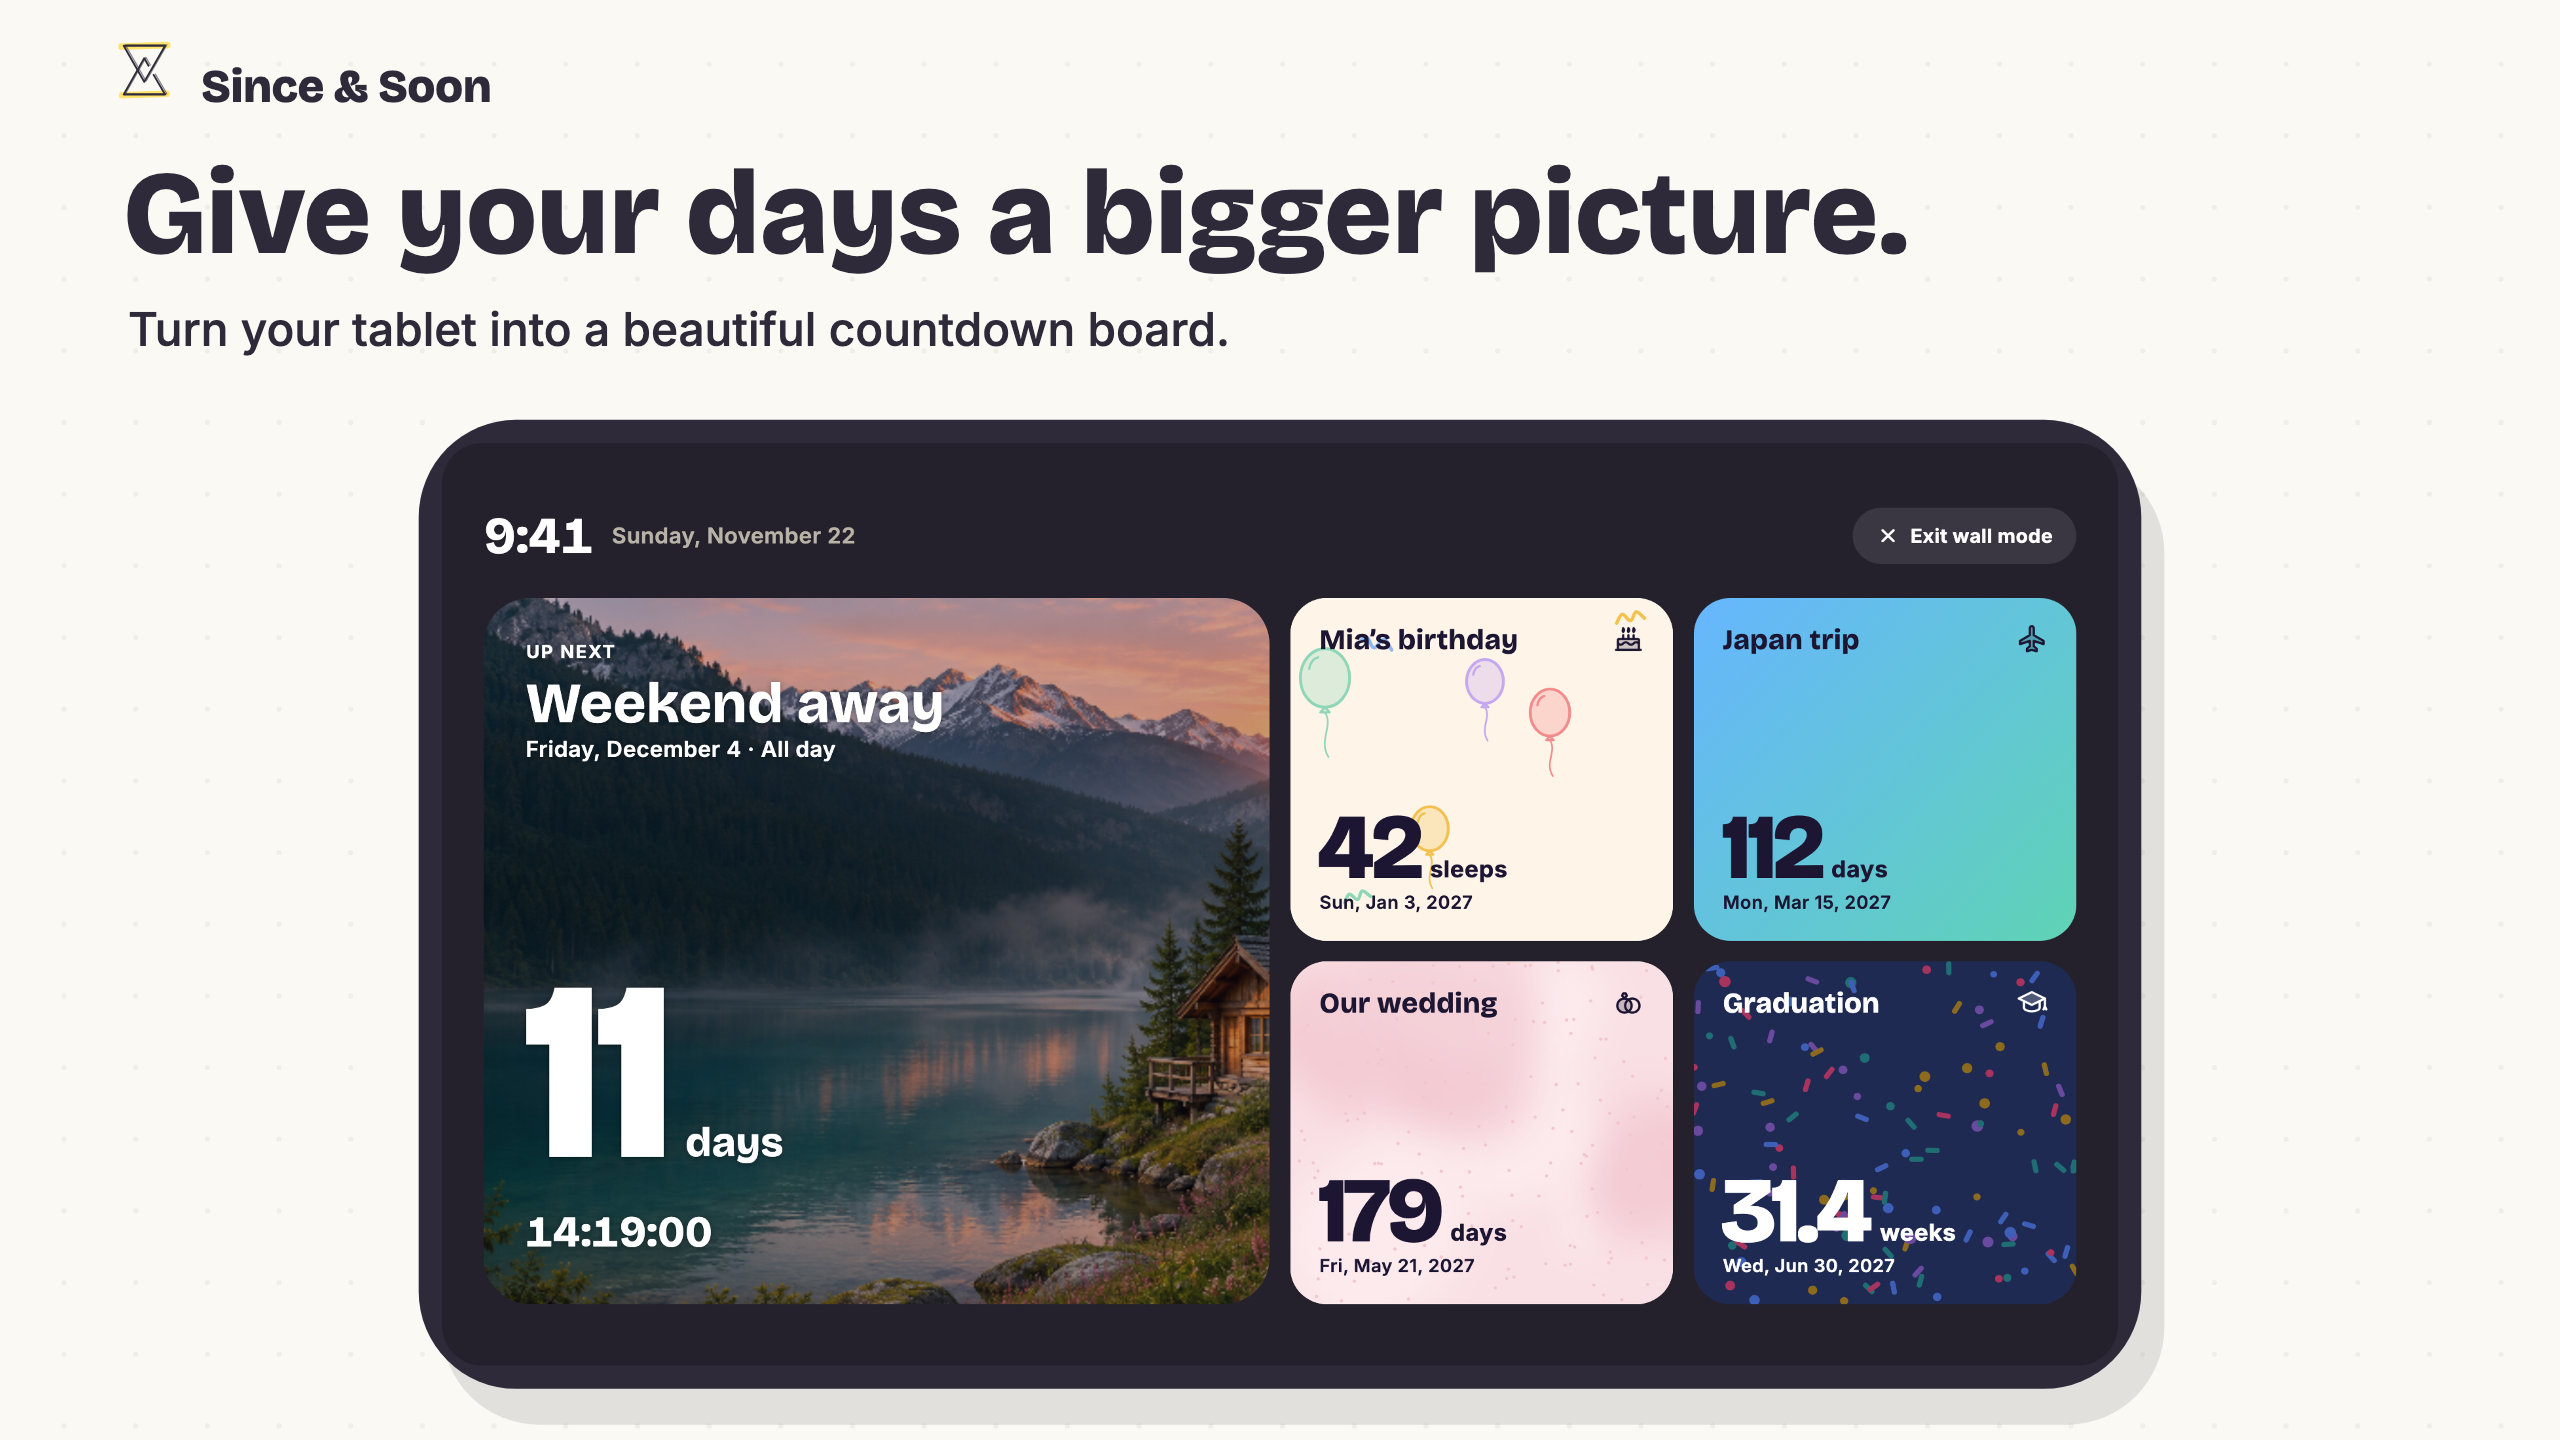 Since & Soon
Give your days a bigger picture.
Turn your tablet into a beautiful countdown board.
9:41 Sunday, November 22
✕ Exit wall mode
UP NEXT
Weekend away
Friday, December 4 · All day
11 days
14:19:00
Mia's birthday
42 sleeps
Sun, Jan 3, 2027
Japan trip
112 days
Mon, Mar 15, 2027
Our wedding
179 days
Fri, May 21, 2027
Graduation
31.4 weeks
Wed, Jun 30, 2027